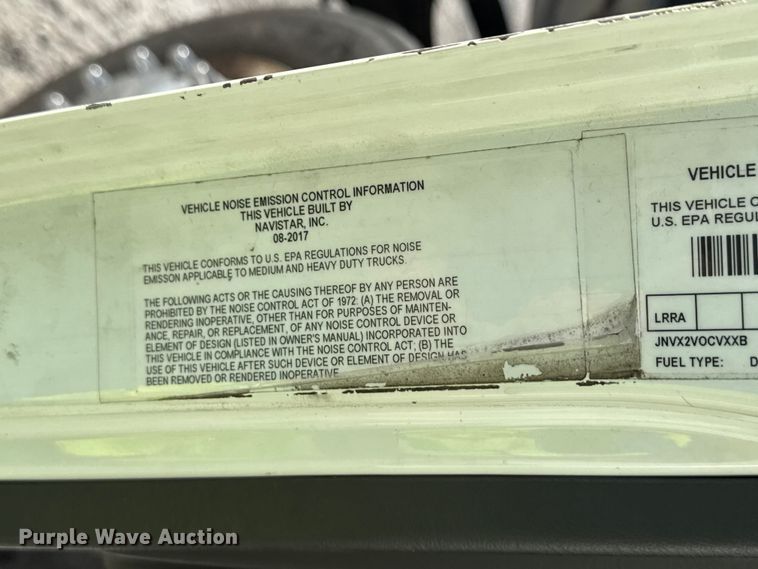 VEHICLE NOISE EMISSION CONTROL INFORMATION
THIS VEHICLE BUILT BY
NAVISTAR, INC.
08-2017
THIS VEHICLE CONFORMS TO U.S. EPA REGULATIONS FOR NOISE
EMISSON APPLICABLE TO MEDIUM AND HEAVY DUTY TRUCKS.
THE FOLLOWING ACTS OR THE CAUSING THEREOF BY ANY PERSON ARE
PROHIBITED BY THE NOISE CONTROL ACT OF 1972: (A) THE REMOVAL OR
RENDERING INOPERATIVE, OTHER THAN FOR PURPOSES OF MAINTEN-
ANCE, REPAIR, OR REPLACEMENT, OF ANY NOISE CONTROL DEVICE OR
ELEMENT OF DESIGN (LISTED IN OWNER'S MANUAL) INCORPORATED INTO
THIS VEHICLE IN COMPLIANCE WITH THE NOISE CONTROL ACT; (B) THE
USE OF THIS VEHICLE AFTER SUCH DEVICE OR ELEMENT OF DESIGN HAS
BEEN REMOVED OR RENDERED INOPERATIVE
VEHICLE
THIS VEHICLE C
U.S. EPA REGUL
LRRA
JNVX2VOCVXXB
FUEL TYPE: D
Purple Wave Auction